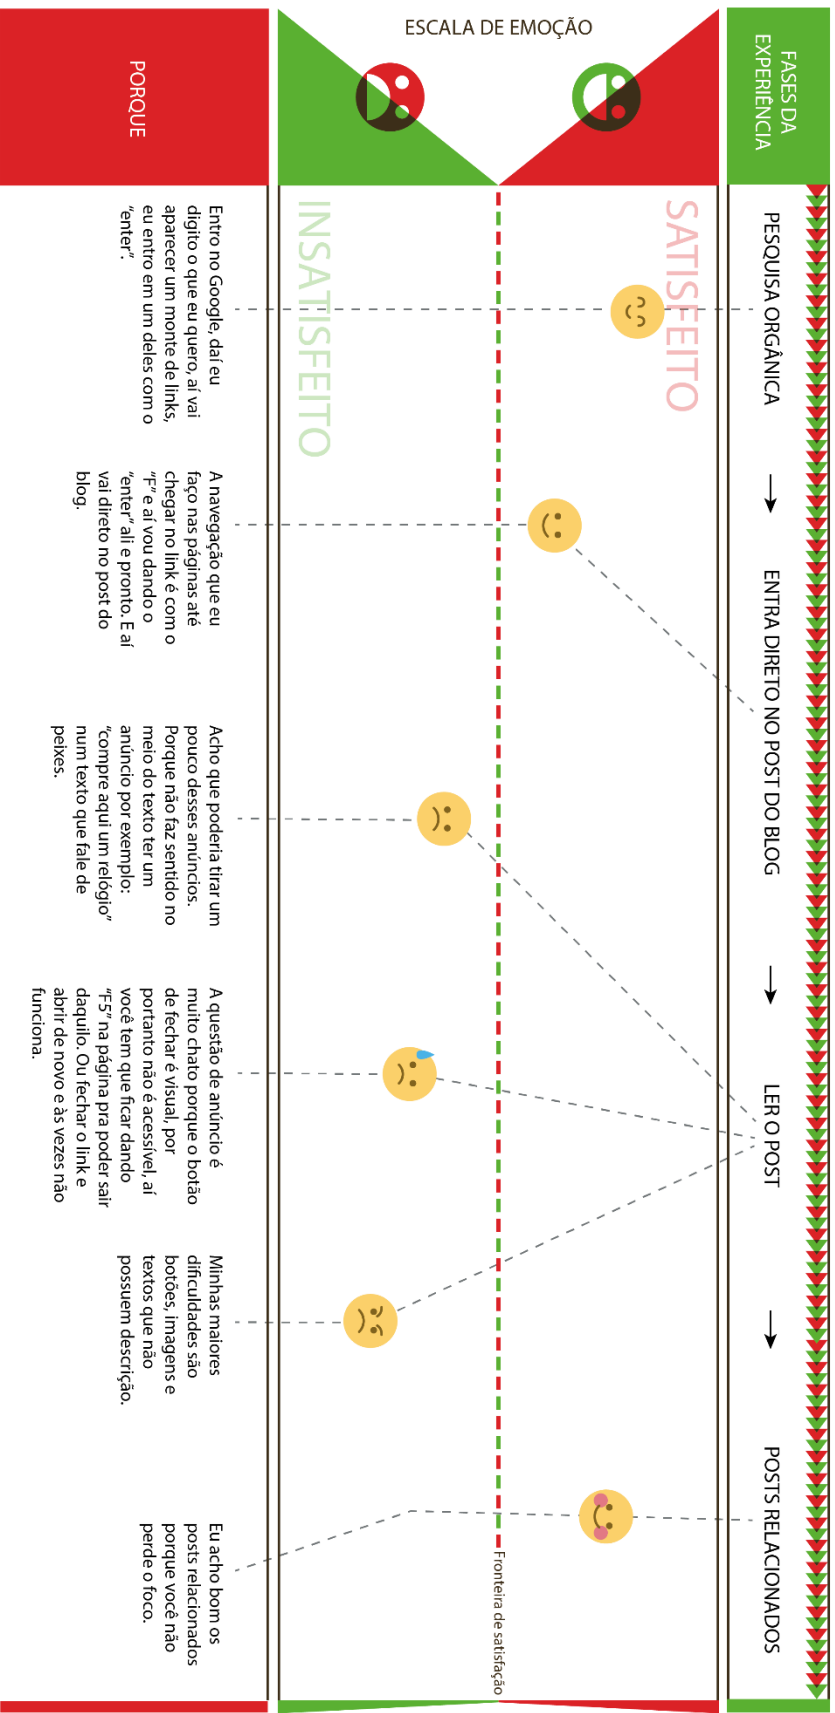 ESCALA DE EMOÇÃO
FASES DA
EXPERIÊNCIA
PESQUISA ORGÂNICA
ENTRA DIRETO NO POST DO BLOG
LER O POST
POSTS RELACIONADOS
SATISFEITO
INSATISFEITO
Fronteira de satisfação
PORQUE
Entro no Google, daí eu
digito o que eu quero, aí vai
aparecer um monte de links,
eu entro em um deles com o
“enter”.
A navegação que eu
faço nas páginas até
chegar no link é com o
“F” e aí vou dando o
“enter” ali e pronto. E aí
vai direto no post do
blog.
Acho que poderia tirar um
pouco desses anúncios.
Porque não faz sentido no
meio do texto ter um
anúncio por exemplo:
“compre aqui um relógio”
num texto que fale de
peixes.
A questão de anúncio é
muito chato porque o botão
de fechar é visual, por
portanto não é acessível, aí
você tem que ficar dando
“F5” na página pra poder sair
daquilo. Ou fechar o link e
abrir de novo e às vezes não
funciona.
Minhas maiores
dificuldades são
botões, imagens e
textos que não
possuem descrição.
Eu acho bom os
posts relacionados
porque você não
perde o foco.